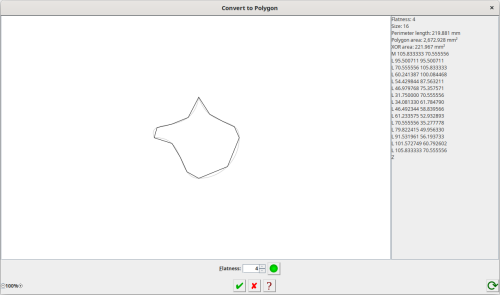 Convert to Polygon
Flatness: 4
Size: 16
Perimeter length: 219.881 mm
Polygon area: 2,672.928 mm²
XOR area: 221.967 mm²
M 105.833333 70.555556
L 95.500711 95.500711
L 70.555556 105.833333
L 60.241387 100.084468
L 54.429844 87.563211
L 46.979768 75.357571
L 31.750000 70.555556
L 34.081330 61.784790
L 46.492344 58.839566
L 61.233575 52.932893
L 70.555556 35.277778
L 79.822415 49.956330
L 91.531961 56.193733
L 101.572749 60.792602
L 105.833333 70.555556
Z
Flatness: 4
100%